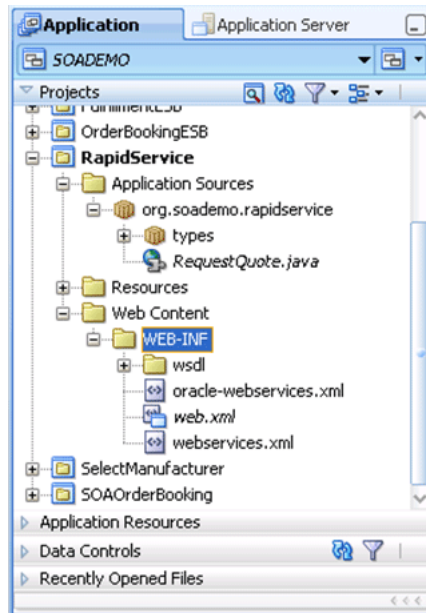 Application
Application Server
SOADEMO
Projects
FulfillmentESB
OrderBookingESB
RapidService
Application Sources
org.soademo.rapidservice
types
RequestQuote.java
Resources
Web Content
WEB-INF
wsdl
oracle-webservices.xml
web.xml
webservices.xml
SelectManufacturer
SOAOrderBooking
Application Resources
Data Controls
Recently Opened Files